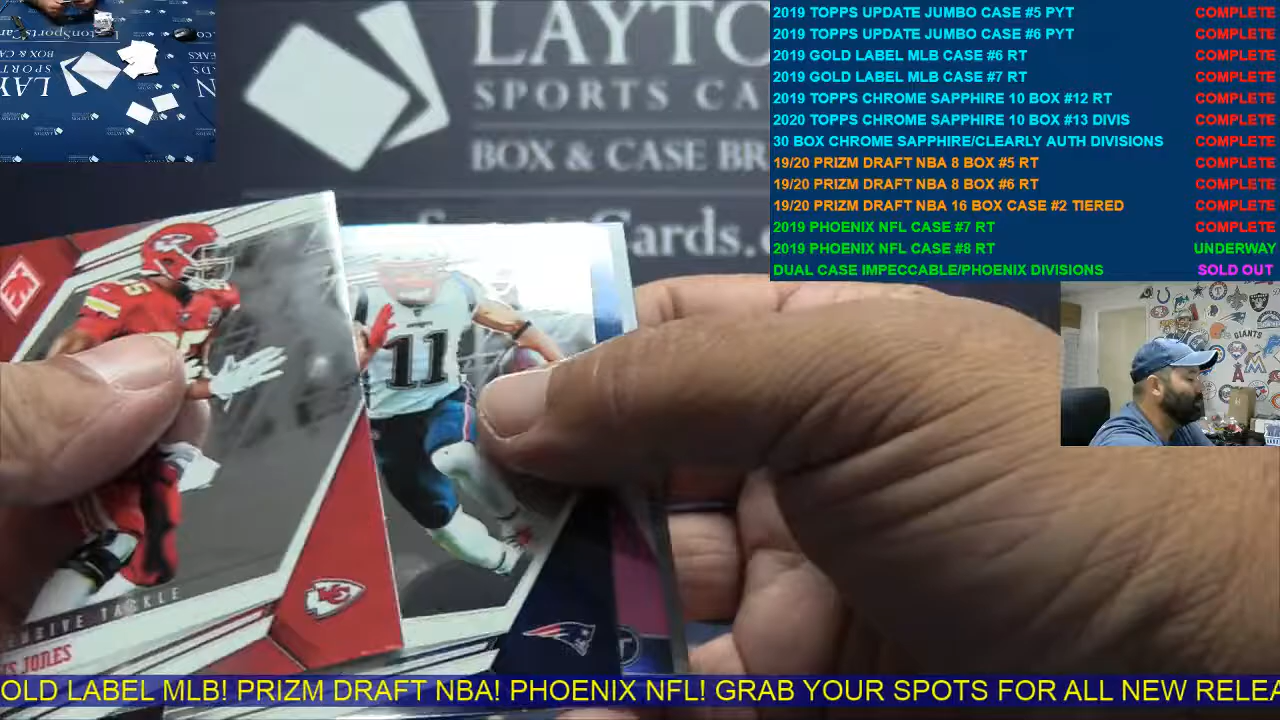 LAYTO
SPORTS CA
BOX & CASE BR
Cards.
2019 TOPPS UPDATE JUMBO CASE #5 PYT COMPLETE
2019 TOPPS UPDATE JUMBO CASE #6 PYT COMPLETE
2019 GOLD LABEL MLB CASE #6 RT COMPLETE
2019 GOLD LABEL MLB CASE #7 RT COMPLETE
2019 TOPPS CHROME SAPPHIRE 10 BOX #12 RT COMPLETE
2020 TOPPS CHROME SAPPHIRE 10 BOX #13 DIVIS COMPLETE
30 BOX CHROME SAPPHIRE/CLEARLY AUTH DIVISIONS COMPLETE
19/20 PRIZM DRAFT NBA 8 BOX #5 RT COMPLETE
19/20 PRIZM DRAFT NBA 8 BOX #6 RT COMPLETE
19/20 PRIZM DRAFT NBA 16 BOX CASE #2 TIERED COMPLETE
2019 PHOENIX NFL CASE #7 RT COMPLETE
2019 PHOENIX NFL CASE #8 RT UNDERWAY
DUAL CASE IMPECCABLE/PHOENIX DIVISIONS SOLD OUT
GIANTS
11
TACKLE
JONES
OLD LABEL MLB! PRIZM DRAFT NBA! PHOENIX NFL! GRAB YOUR SPOTS FOR ALL NEW RELEA